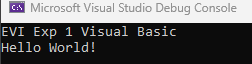 Microsoft Visual Studio Debug Console
EVI Exp 1 Visual Basic
Hello World!